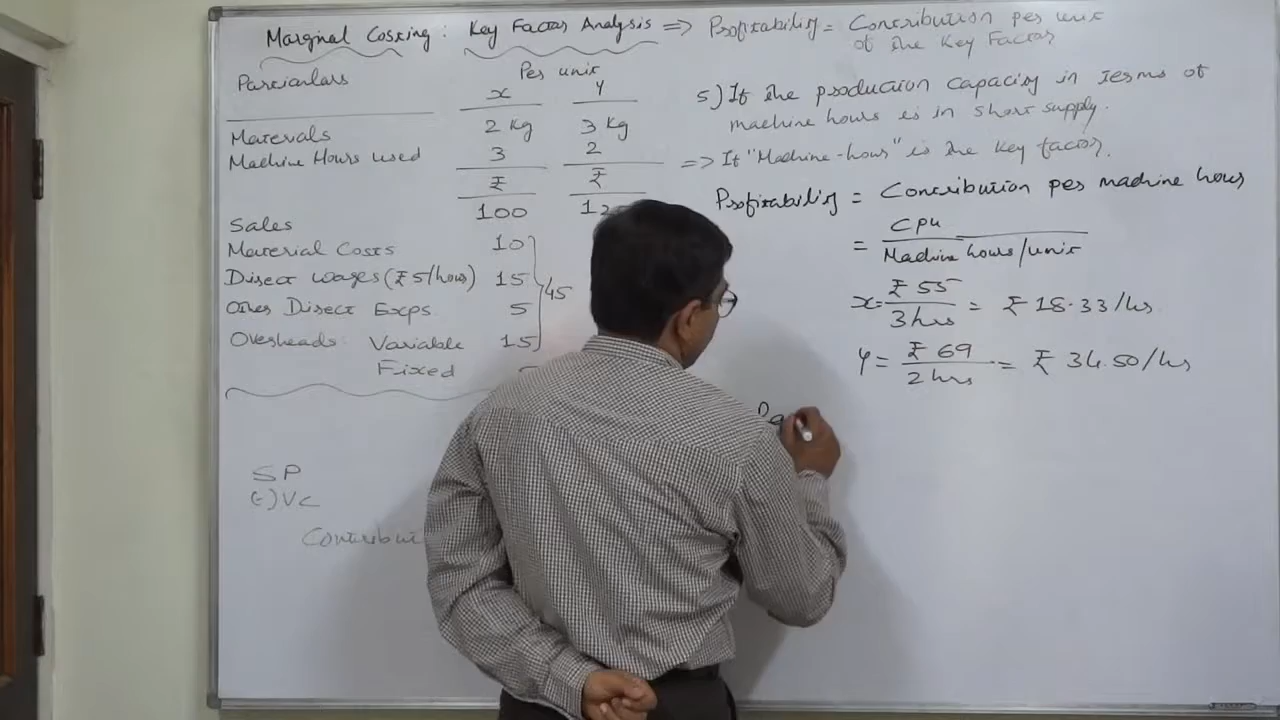 Marginal Costing: Key Factor Analysis => Profitability = Contribution per unit
of the Key Factor
Particulars
Per unit
x Y
Materials 2 Kg 3 Kg
Machine Hours used 3 2
₹ ₹
Sales 100
Material Costs 10
Direct wages (₹5/hour) 15 45
Other Direct Exps. 5
Overheads: Variable 15
Fixed
SP
(-) VC
5) If the production capacity in terms of
machine hours is in short supply.
=> If "Machine-hour" is the key factor.
Profitability = Contribution per machine hour
= CPU
Machine hours/unit
x = ₹ 55
3 hrs = ₹ 18.33/hr
Y = ₹ 69
2 hrs = ₹ 34.50/hr